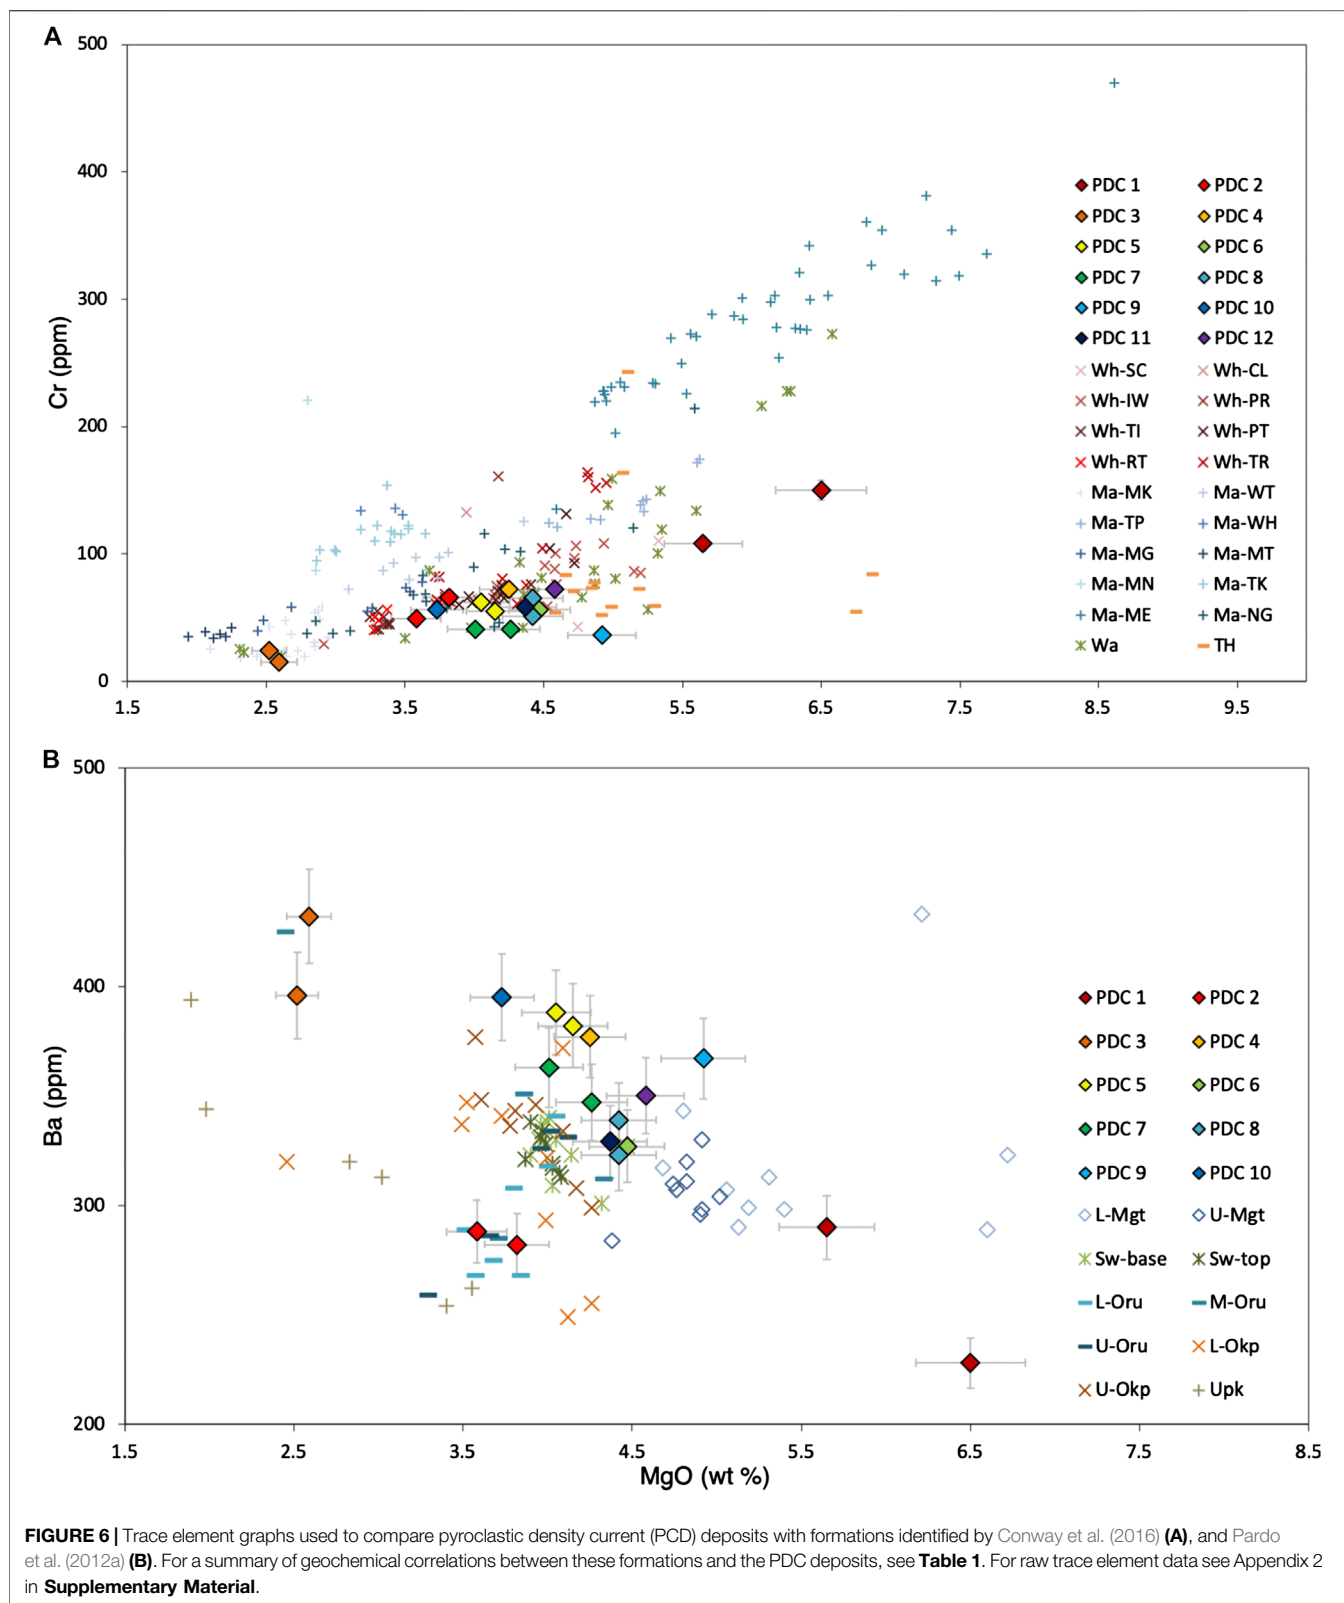 A
500
400
300
200
100
0
Cr (ppm)
1.5 2.5 3.5 4.5 5.5 6.5 7.5 8.5 9.5
PDC 1 PDC 2
PDC 3 PDC 4
PDC 5 PDC 6
PDC 7 PDC 8
PDC 9 PDC 10
PDC 11 PDC 12
Wh-SC Wh-CL
Wh-IW Wh-PR
Wh-TI Wh-PT
Wh-RT Wh-TR
Ma-MK Ma-WT
Ma-TP Ma-WH
Ma-MG Ma-MT
Ma-MN Ma-TK
Ma-ME Ma-NG
Wa TH
B
500
400
300
200
Ba (ppm)
1.5 2.5 3.5 4.5 5.5 6.5 7.5 8.5
MgO (wt %)
PDC 1 PDC 2
PDC 3 PDC 4
PDC 5 PDC 6
PDC 7 PDC 8
PDC 9 PDC 10
L-Mgt U-Mgt
Sw-base Sw-top
L-Oru M-Oru
U-Oru L-Okp
U-Okp Upk
FIGURE 6 | Trace element graphs used to compare pyroclastic density current (PCD) deposits with formations identified by Conway et al. (2016) (A), and Pardo
et al. (2012a) (B). For a summary of geochemical correlations between these formations and the PDC deposits, see Table 1. For raw trace element data see Appendix 2
in Supplementary Material.